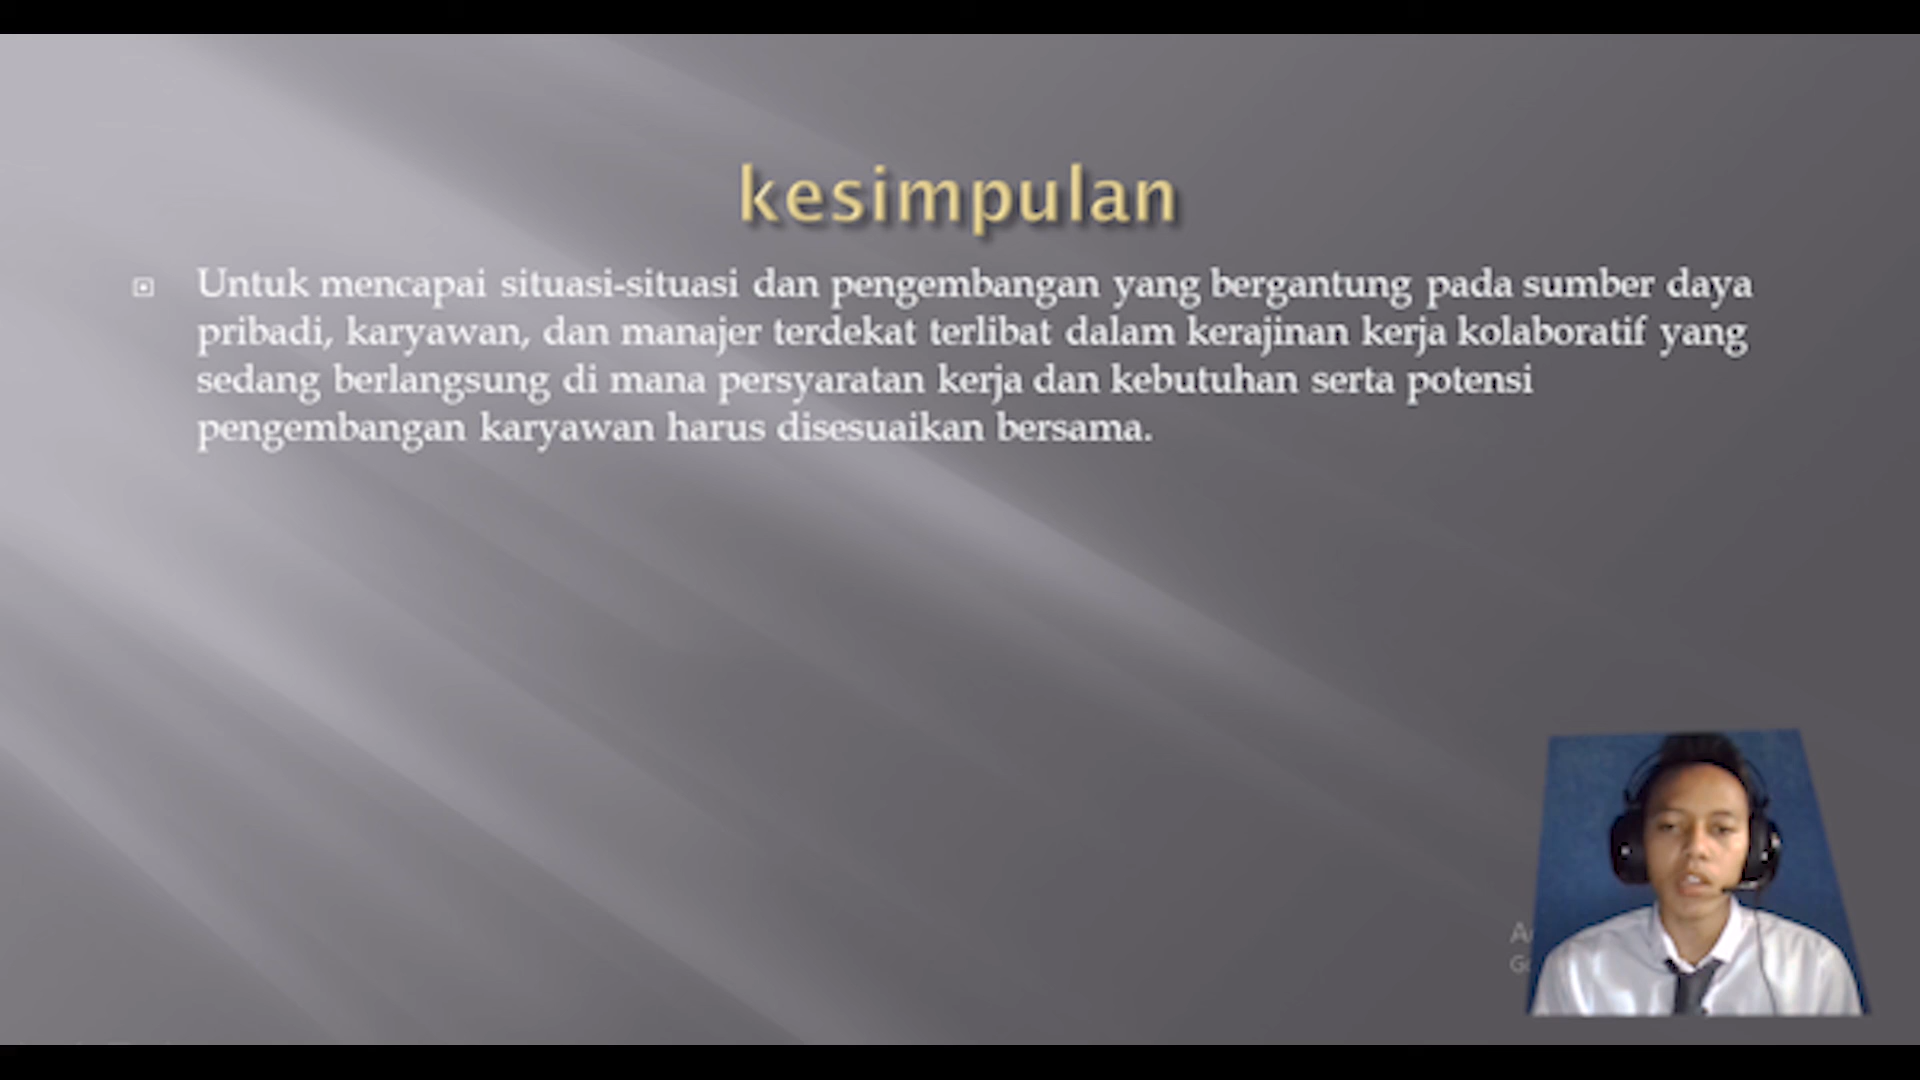 kesimpulan
Untuk mencapai situasi-situasi dan pengembangan yang bergantung pada sumber daya
pribadi, karyawan, dan manajer terdekat terlibat dalam kerajinan kerja kolaboratif yang
sedang berlangsung di mana persyaratan kerja dan kebutuhan serta potensi
pengembangan karyawan harus disesuaikan bersama.